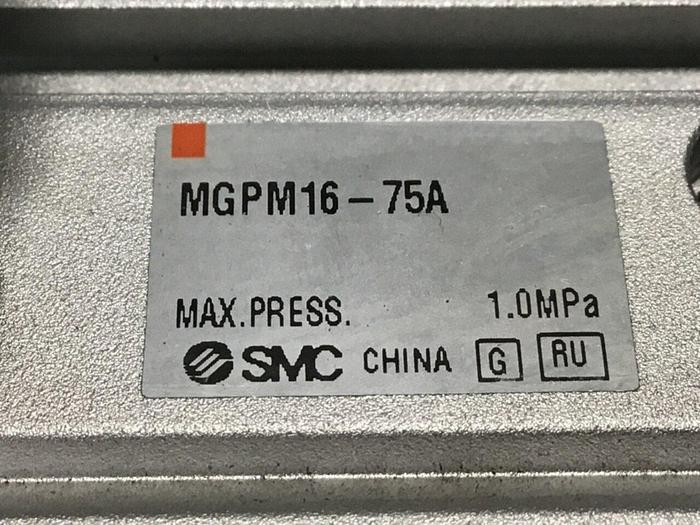 MGPM16-75A
MAX.PRESS. 1.0MPa
SMC CHINA G RU